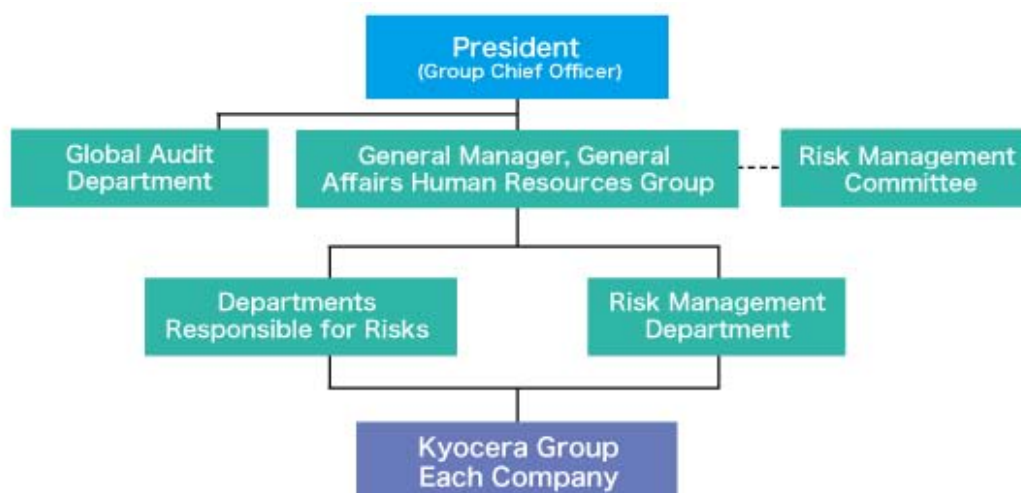 President
(Group Chief Officer)
Global Audit
Department
General Manager, General
Affairs Human Resources Group
Risk Management
Committee
Departments
Responsible for Risks
Risk Management
Department
Kyocera Group
Each Company